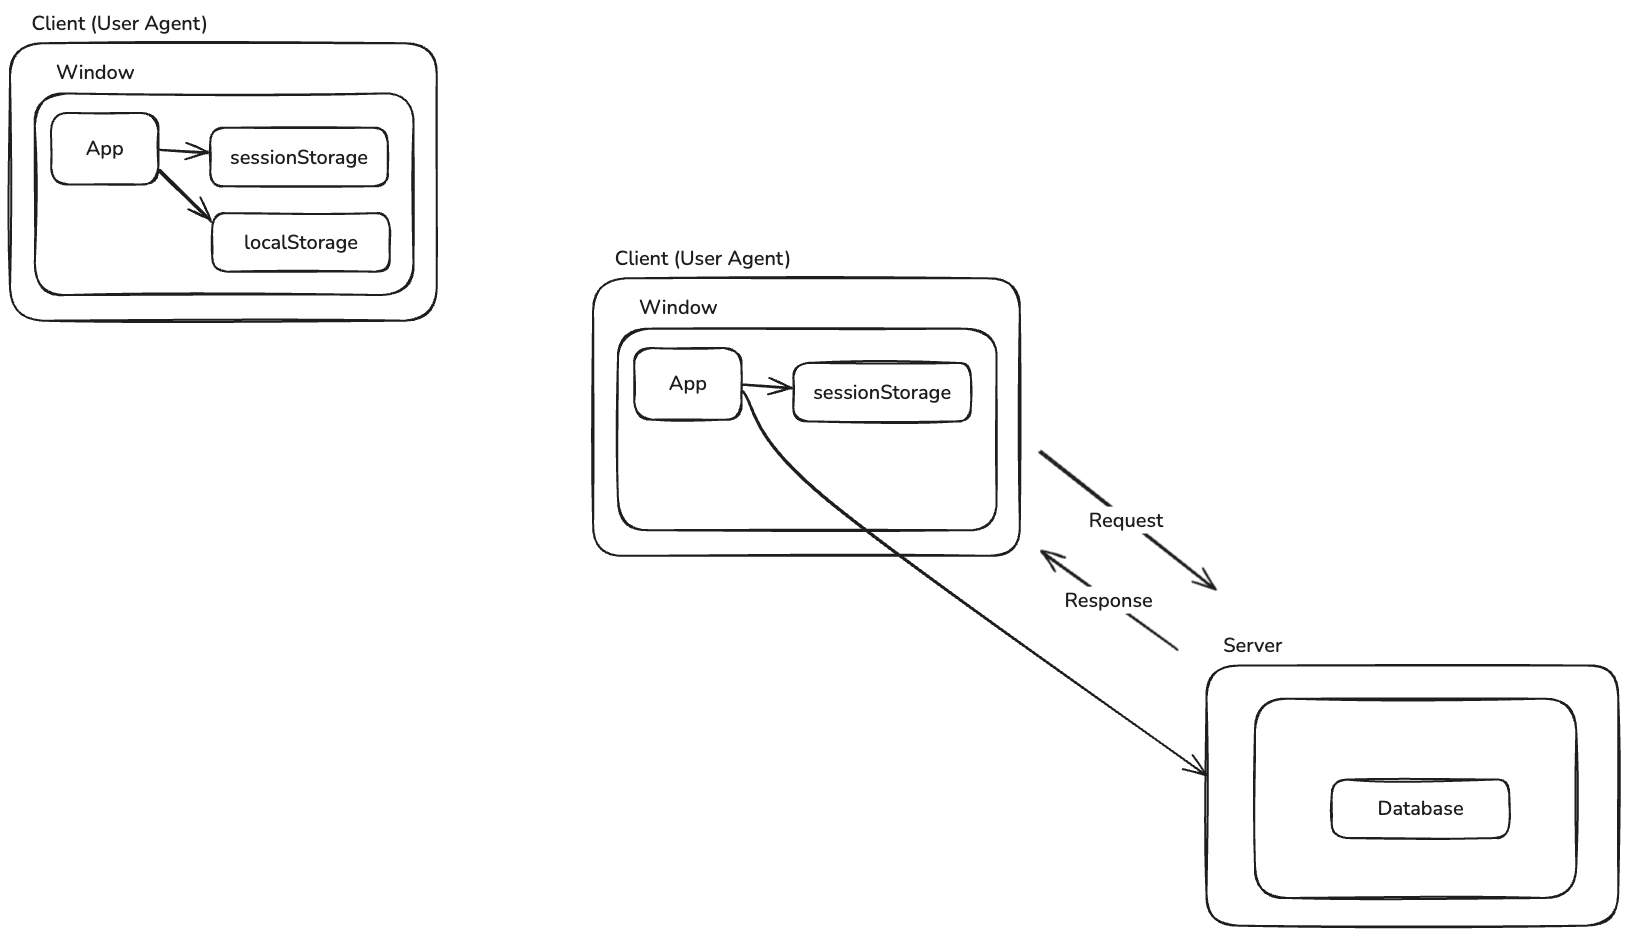 Client (User Agent)
Window
App
sessionStorage
localStorage
Client (User Agent)
Window
App
sessionStorage
Request
Response
Server
Database